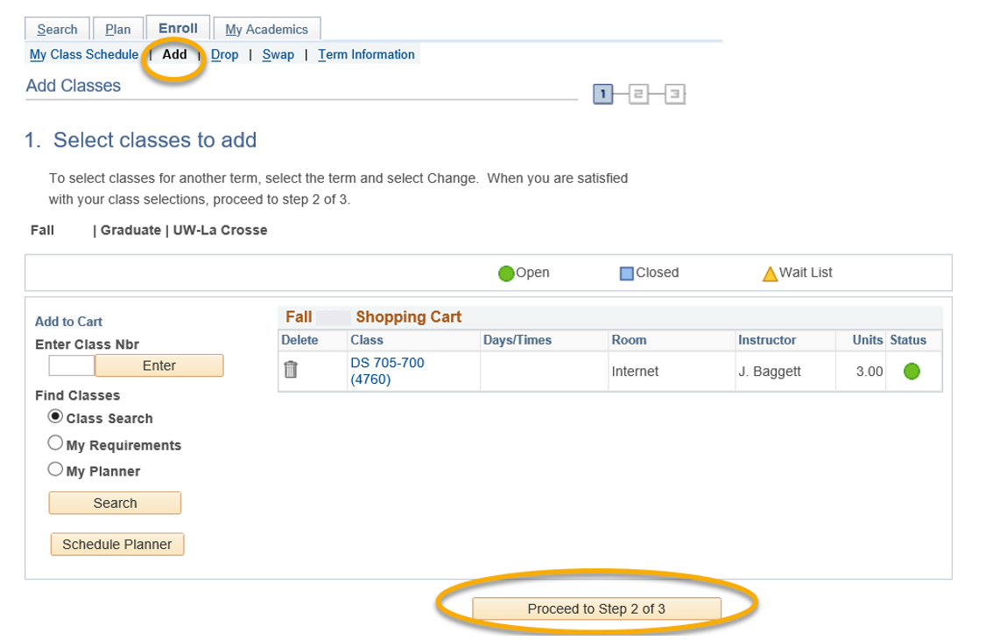 Search Plan Enroll My Academics
My Class Schedule | Add | Drop | Swap | Term Information
Add Classes
1 2 3
1. Select classes to add
To select classes for another term, select the term and select Change. When you are satisfied
with your class selections, proceed to step 2 of 3.
Fall | Graduate | UW-La Crosse
Open Closed Wait List
Add to Cart
Enter Class Nbr
Enter
Find Classes
Class Search
My Requirements
My Planner
Search
Schedule Planner
Fall Shopping Cart
Delete Class Days/Times Room Instructor Units Status
DS 705-700
(4760)
Internet J. Baggett 3.00
Proceed to Step 2 of 3